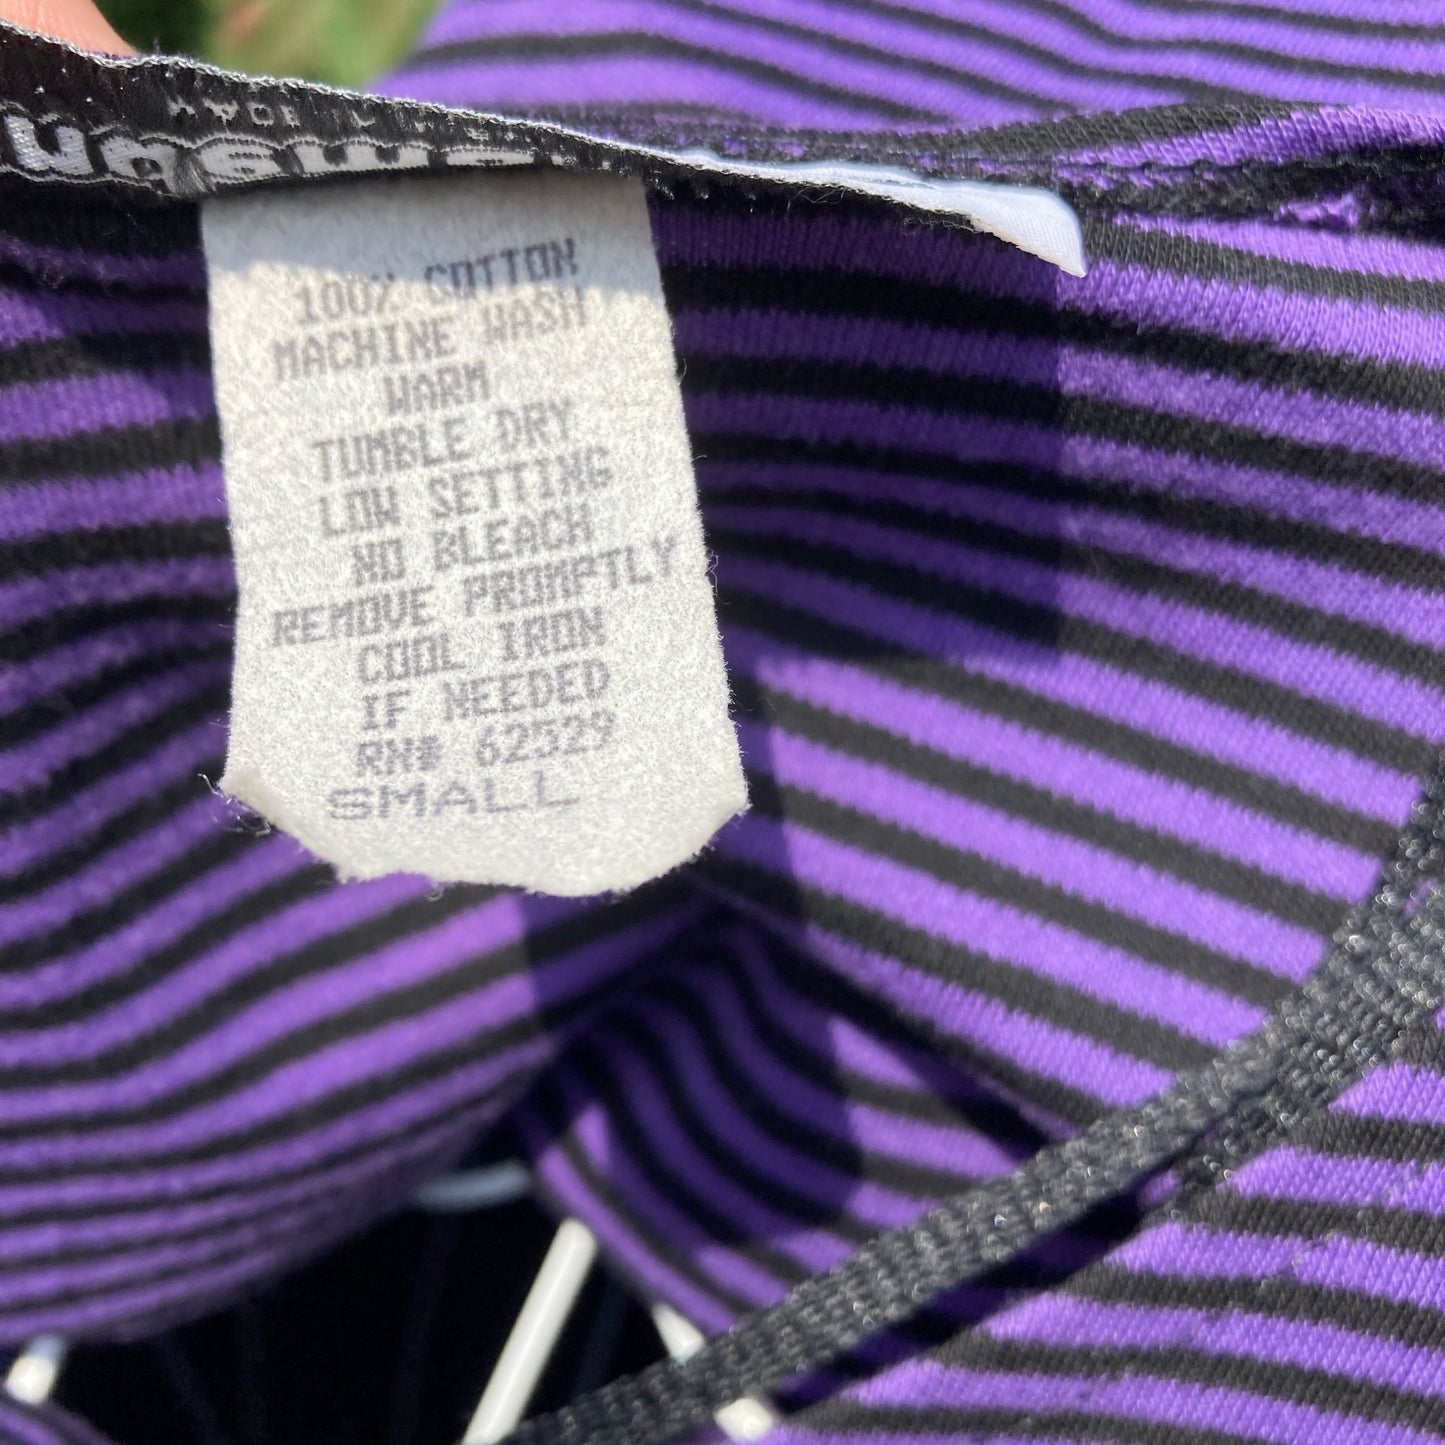 100% COTTON
MACHINE WASH
WARM
TUMBLE DRY
LOW SETTING
NO BLEACH
REMOVE PROMPTLY
COOL IRON
IF NEEDED
RN# 62529
SMALL